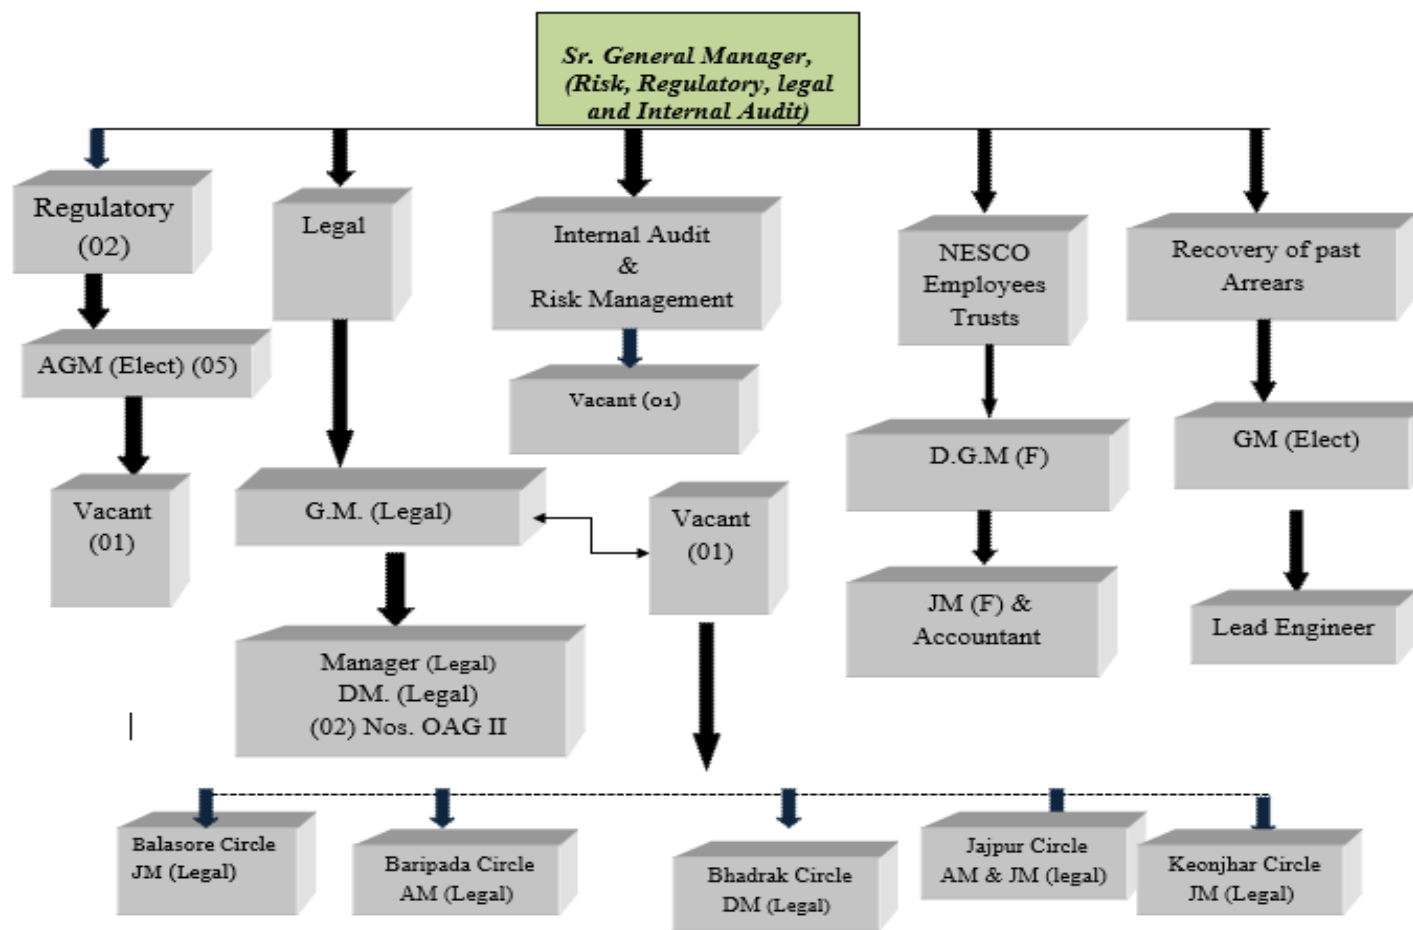 Sr. General Manager,
(Risk, Regulatory, legal
and Internal Audit)
Regulatory
(02)
Legal
Internal Audit
&
Risk Management
NESCO
Employees
Trusts
Recovery of past
Arrears
AGM (Elect) (05)
Vacant (01)
D.G.M (F)
GM (Elect)
Vacant
(01)
G.M. (Legal)
Vacant
(01)
JM (F) &
Accountant
Lead Engineer
Manager (Legal)
DM. (Legal)
(02) Nos. OAG II
Balasore Circle
JM (Legal)
Baripada Circle
AM (Legal)
Bhadrak Circle
DM (Legal)
Jajpur Circle
AM & JM (legal)
Keonjhar Circle
JM (Legal)